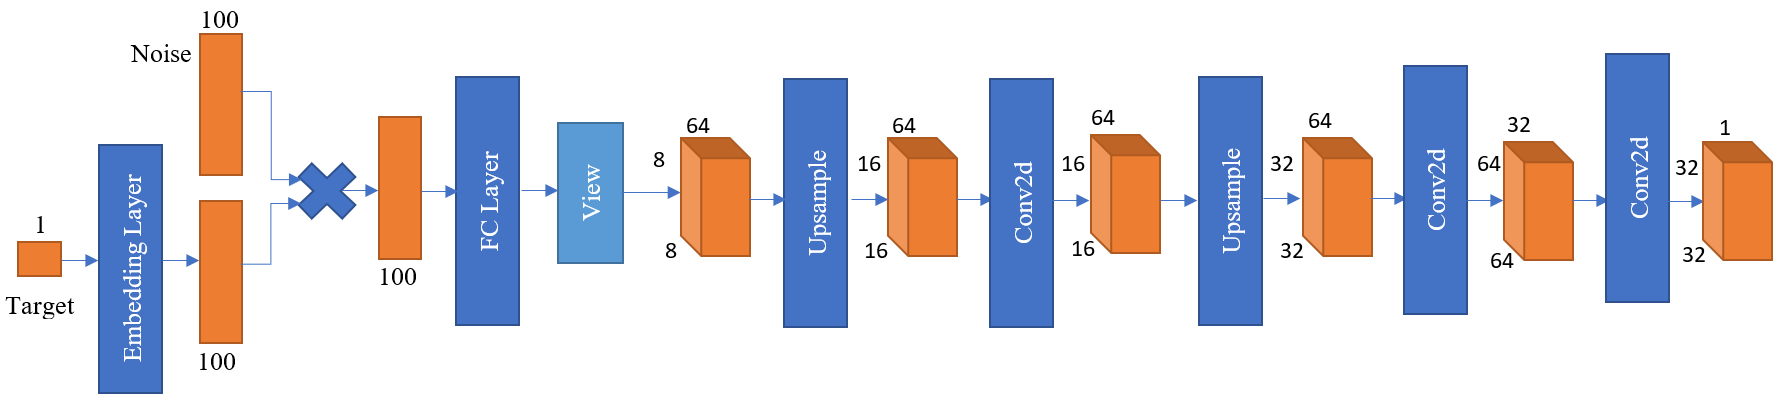 100
Noise
1
Target
Embedding Layer
100
100
FC Layer
View
64
8
8
Upsample
64
16
16
Conv2d
64
16
16
Upsample
64
32
32
Conv2d
32
64
64
Conv2d
1
32
32